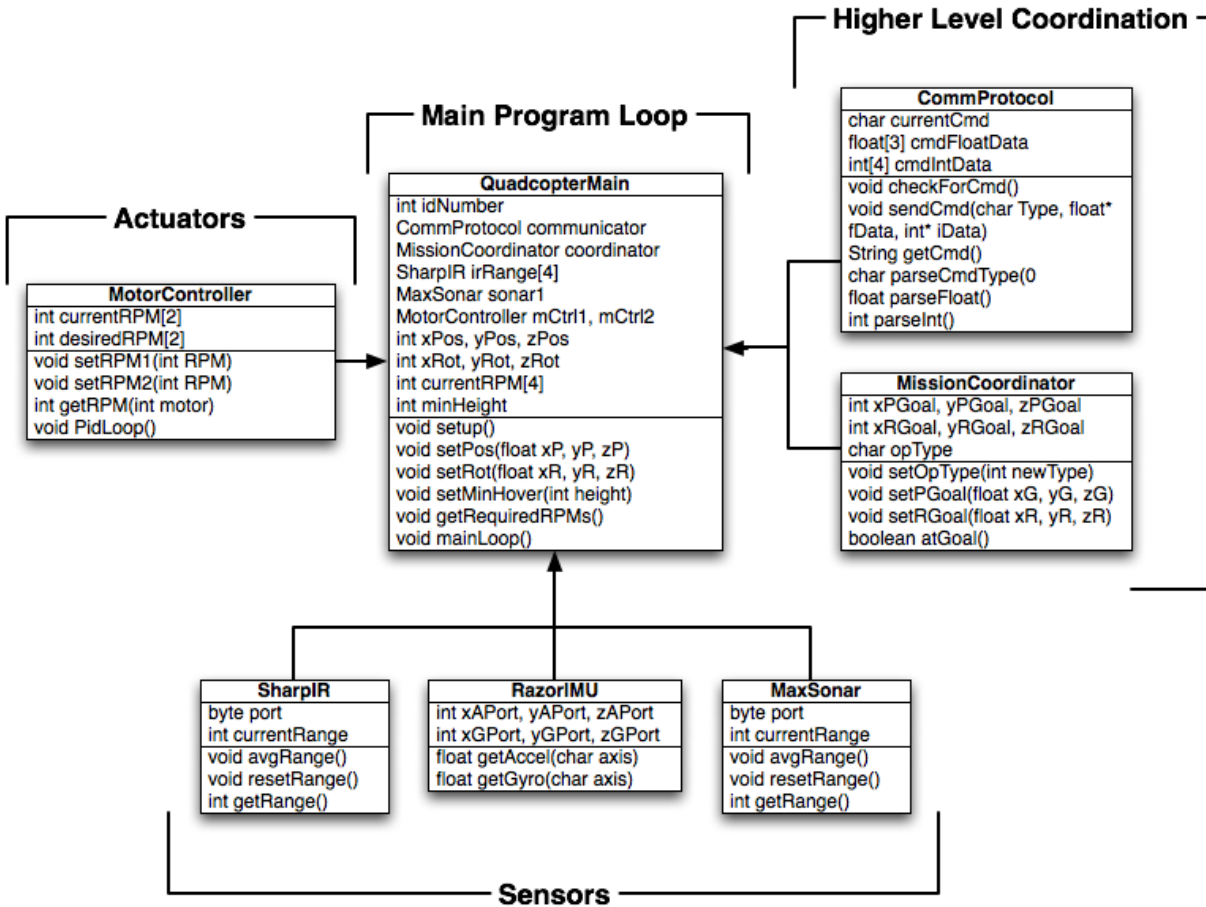 Higher Level Coordination
CommProtocol
char currentCmd
float[3] cmdFloatData
int[4] cmdIntData
void checkForCmd()
void sendCmd(char Type, float*
fData, int* iData)
String getCmd()
char parseCmdType(0
float parseFloat()
int parseInt()
MissionCoordinator
int xPGoal, yPGoal, zPGoal
int xRGoal, yRGoal, zRGoal
char opType
void setOpType(int newType)
void setPGoal(float xG, yG, zG)
void setRGoal(float xR, yR, zR)
boolean atGoal()
Main Program Loop
QuadcopterMain
int idNumber
CommProtocol communicator
MissionCoordinator coordinator
SharpIR irRange[4]
MaxSonar sonar1
MotorController mCtrl1, mCtrl2
int xPos, yPos, zPos
int xRot, yRot, zRot
int currentRPM[4]
int minHeight
void setup()
void setPos(float xP, yP, zP)
void setRot(float xR, yR, zR)
void setMinHover(int height)
void getRequiredRPMs()
void mainLoop()
Actuators
MotorController
int currentRPM[2]
int desiredRPM[2]
void setRPM1(int RPM)
void setRPM2(int RPM)
int getRPM(int motor)
void PidLoop()
SharpIR
byte port
int currentRange
void avgRange()
void resetRange()
int getRange()
RazorIMU
int xAPort, yAPort, zAPort
int xGPort, yGPort, zGPort
float getAccel(char axis)
float getGyro(char axis)
MaxSonar
byte port
int currentRange
void avgRange()
void resetRange()
int getRange()
Sensors